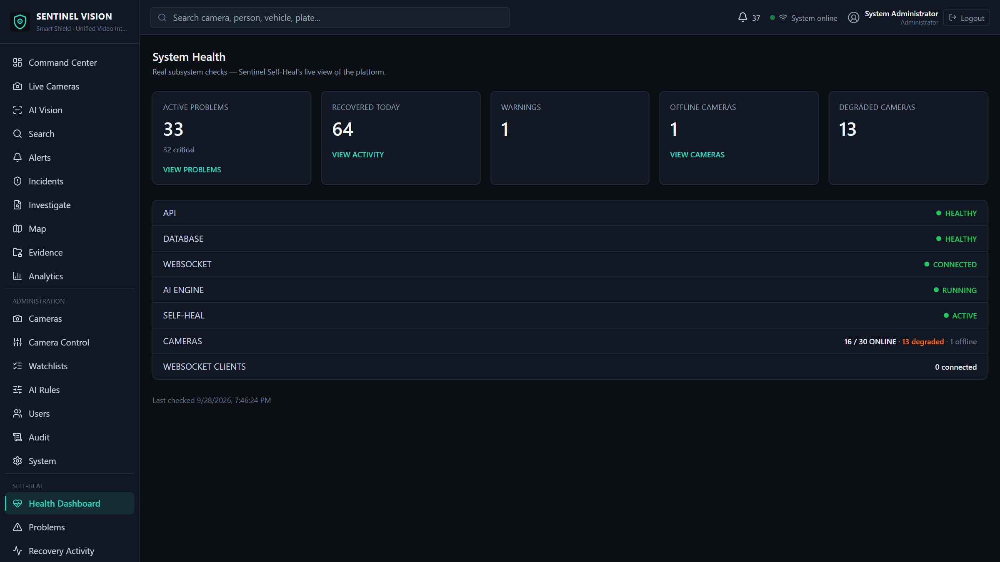 SENTINEL VISION
Smart Shield · Unified Video Int...
Search camera, person, vehicle, plate...
37
System online
System Administrator
Administrator
Logout
Command Center
Live Cameras
AI Vision
Search
Alerts
Incidents
Investigate
Map
Evidence
Analytics
ADMINISTRATION
Cameras
Camera Control
Watchlists
AI Rules
Users
Audit
System
SELF-HEAL
Health Dashboard
Problems
Recovery Activity
System Health
Real subsystem checks — Sentinel Self-Heal's live view of the platform.
ACTIVE PROBLEMS
33
32 critical
VIEW PROBLEMS
RECOVERED TODAY
64
VIEW ACTIVITY
WARNINGS
1
OFFLINE CAMERAS
1
VIEW CAMERAS
DEGRADED CAMERAS
13
API HEALTHY
DATABASE HEALTHY
WEBSOCKET CONNECTED
AI ENGINE RUNNING
SELF-HEAL ACTIVE
CAMERAS 16 / 30 ONLINE · 13 degraded · 1 offline
WEBSOCKET CLIENTS 0 connected
Last checked 9/28/2026, 7:46:24 PM